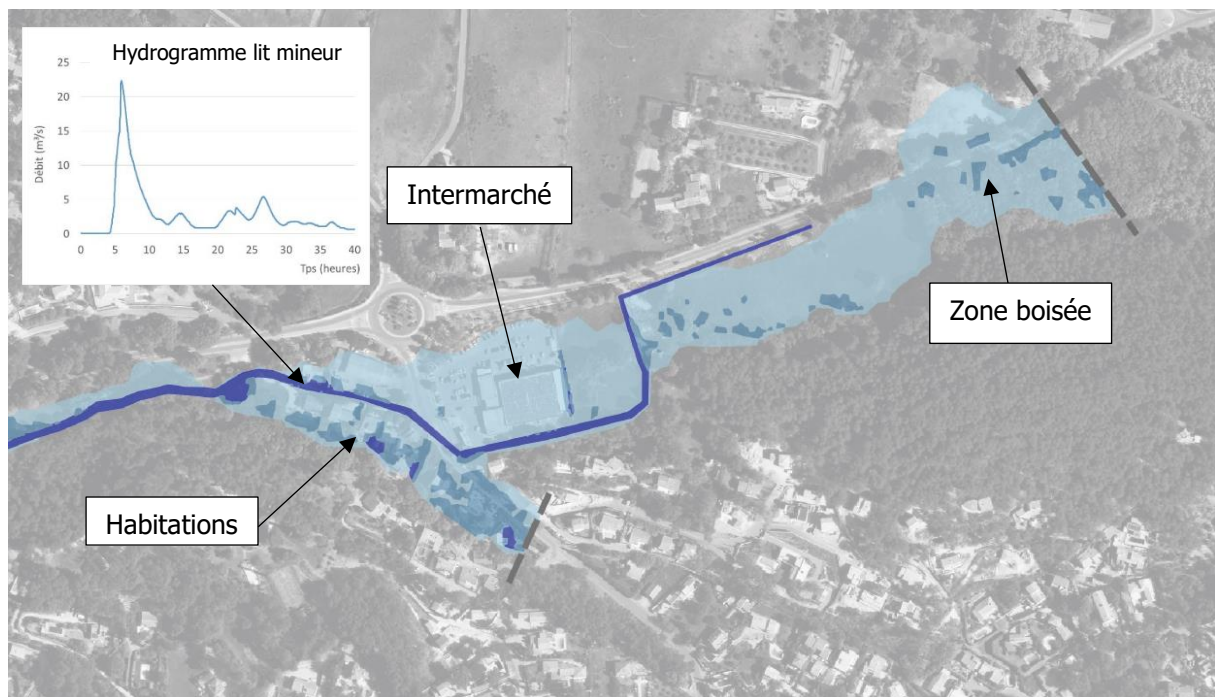 Hydrogramme lit mineur
25
20
15
10
5
0
Débit (m³/s)
0 5 10 15 20 25 30 35 40
Tps (heures)
Intermarché
Zone boisée
Habitations